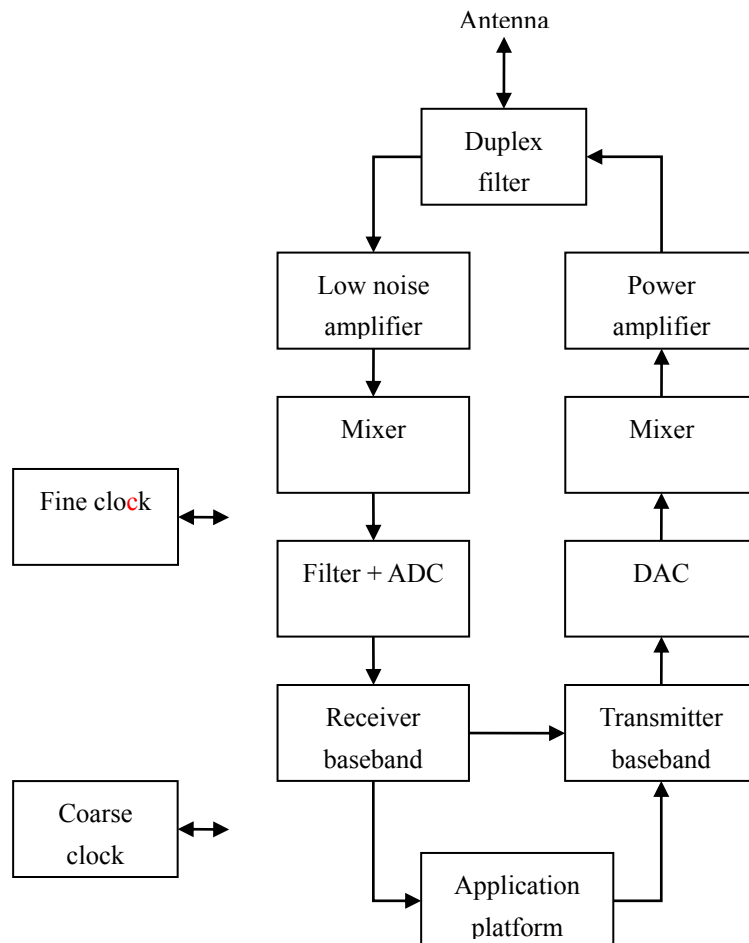 Antenna
Duplex
filter
Low noise
amplifier
Power
amplifier
Mixer
Mixer
Fine clock
Filter + ADC
DAC
Receiver
baseband
Transmitter
baseband
Coarse
clock
Application
platform